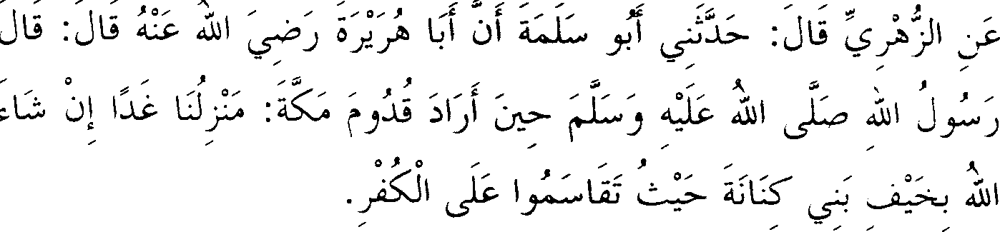 عَنِ الزُّهْرِيِّ قَالَ: حَدَّثَنِي أَبُو سَلَمَةَ أَنَّ أَبَا هُرَيْرَةَ رَضِيَ اللهُ عَنْهُ قَالَ: قَالَ
رَسُولُ اللهِ صَلَّى اللهُ عَلَيْهِ وَسَلَّمَ حِينَ أَرَادَ قُدُومَ مَكَّةَ: مَنْزِلُنَا غَدًا إِنْ شَاءَ
اللهُ بِخَيْفِ بَنِي كِنَانَةَ حَيْثُ تَقَاسَمُوا عَلَى الْكُفْرِ.